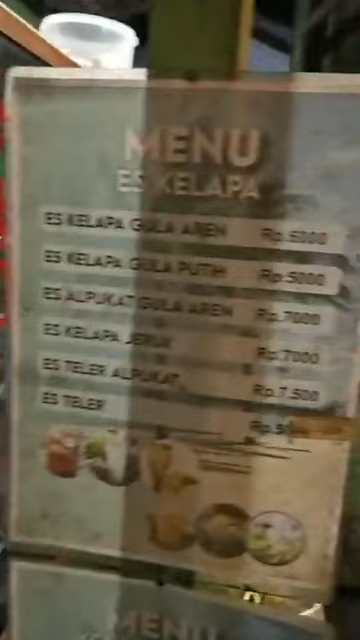 MENU
ES KELAPA
ES KELAPA GULA AREN Rp.6000
ES KELAPA GULA PUTIH Rp.5000
ES ALPUKAT GULA AREN Rp.7000
ES KELAPA JERUK Rp.7000
ES TELER ALPUKAT Rp.7.500
ES TELER
MENU